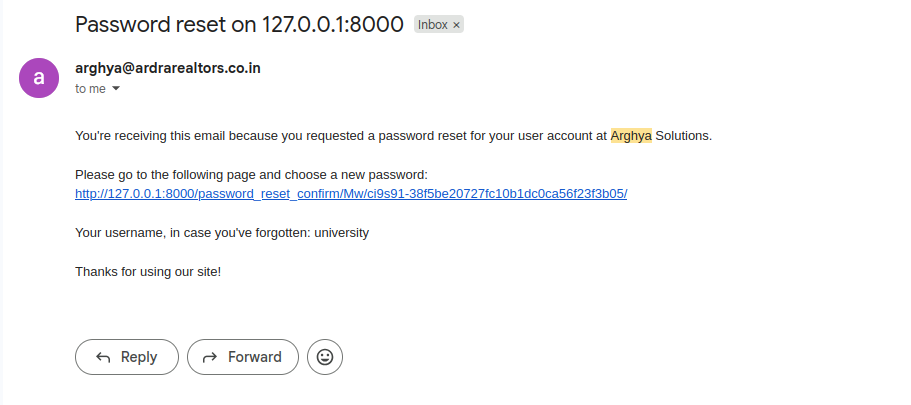 Password reset on 127.0.0.1:8000 Inbox ×
a
arghya@ardrarealtors.co.in
to me
You're receiving this email because you requested a password reset for your user account at Arghya Solutions.
Please go to the following page and choose a new password:
http://127.0.0.1:8000/password_reset_confirm/Mw/ci9s91-38f5be20727fc10b1dc0ca56f23f3b05/
Your username, in case you've forgotten: university
Thanks for using our site!
Reply Forward